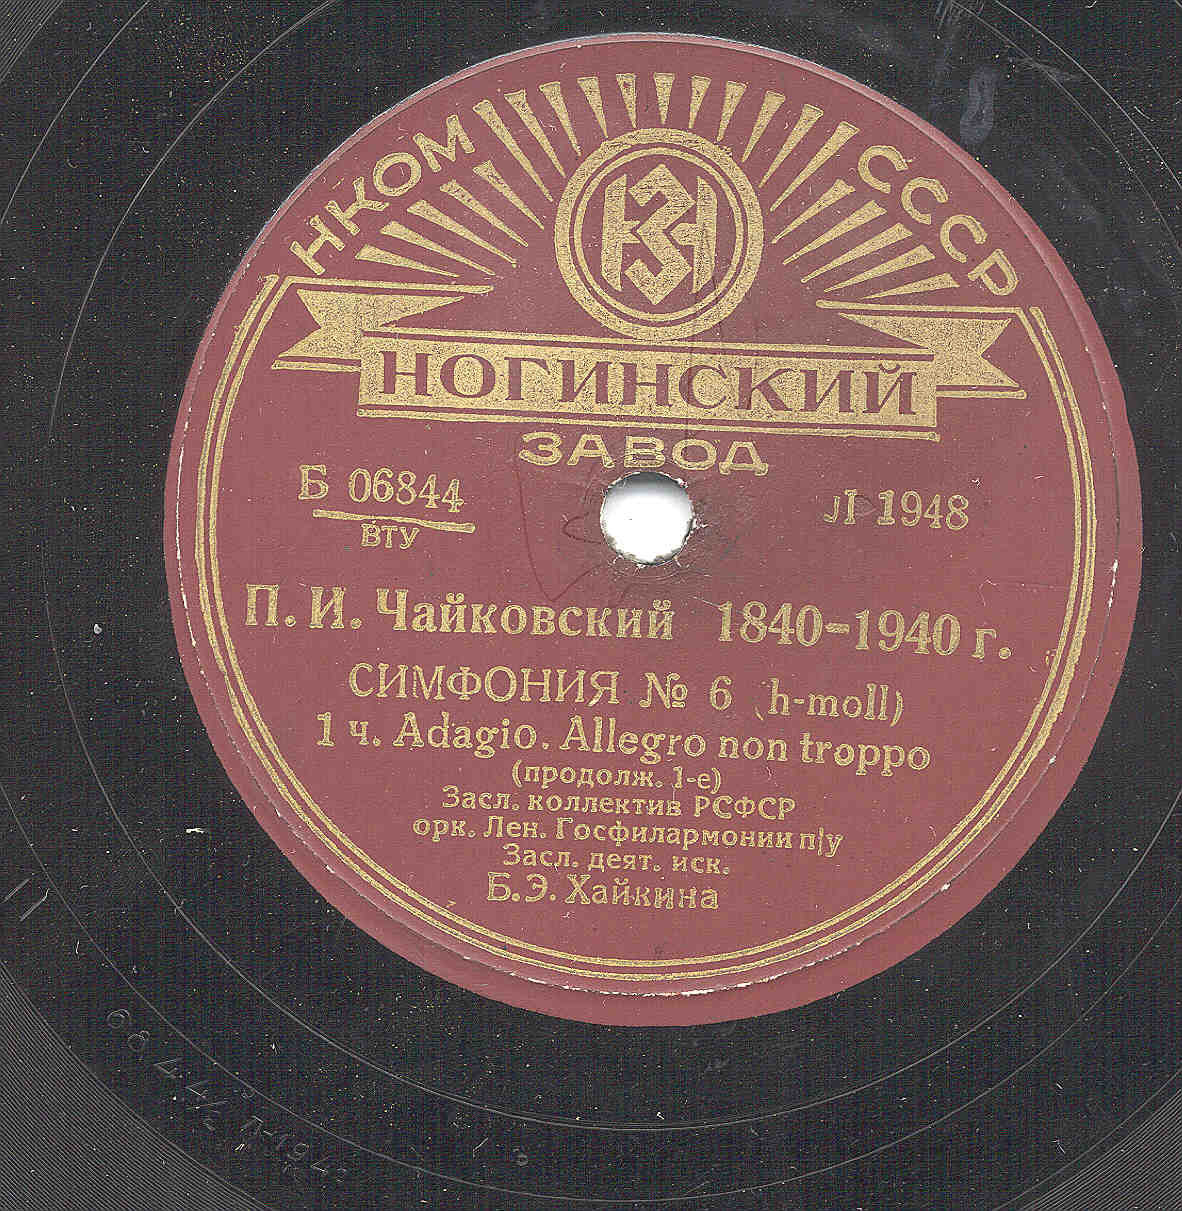 НКОМ СССР
НЗ
НОГИНСКИЙ
ЗАВОД
Б 06844 Л 1948
ВТУ
П. И. Чайковский 1840-1940 г.
СИМФОНИЯ № 6 (h-moll)
1 ч. Adagio. Allegro non troppo
(продолж. 1-е)
Засл. коллектив РСФСР
орк. Лен. Госфилармонии п/у
Засл. деят. иск.
Б.Э. Хайкина